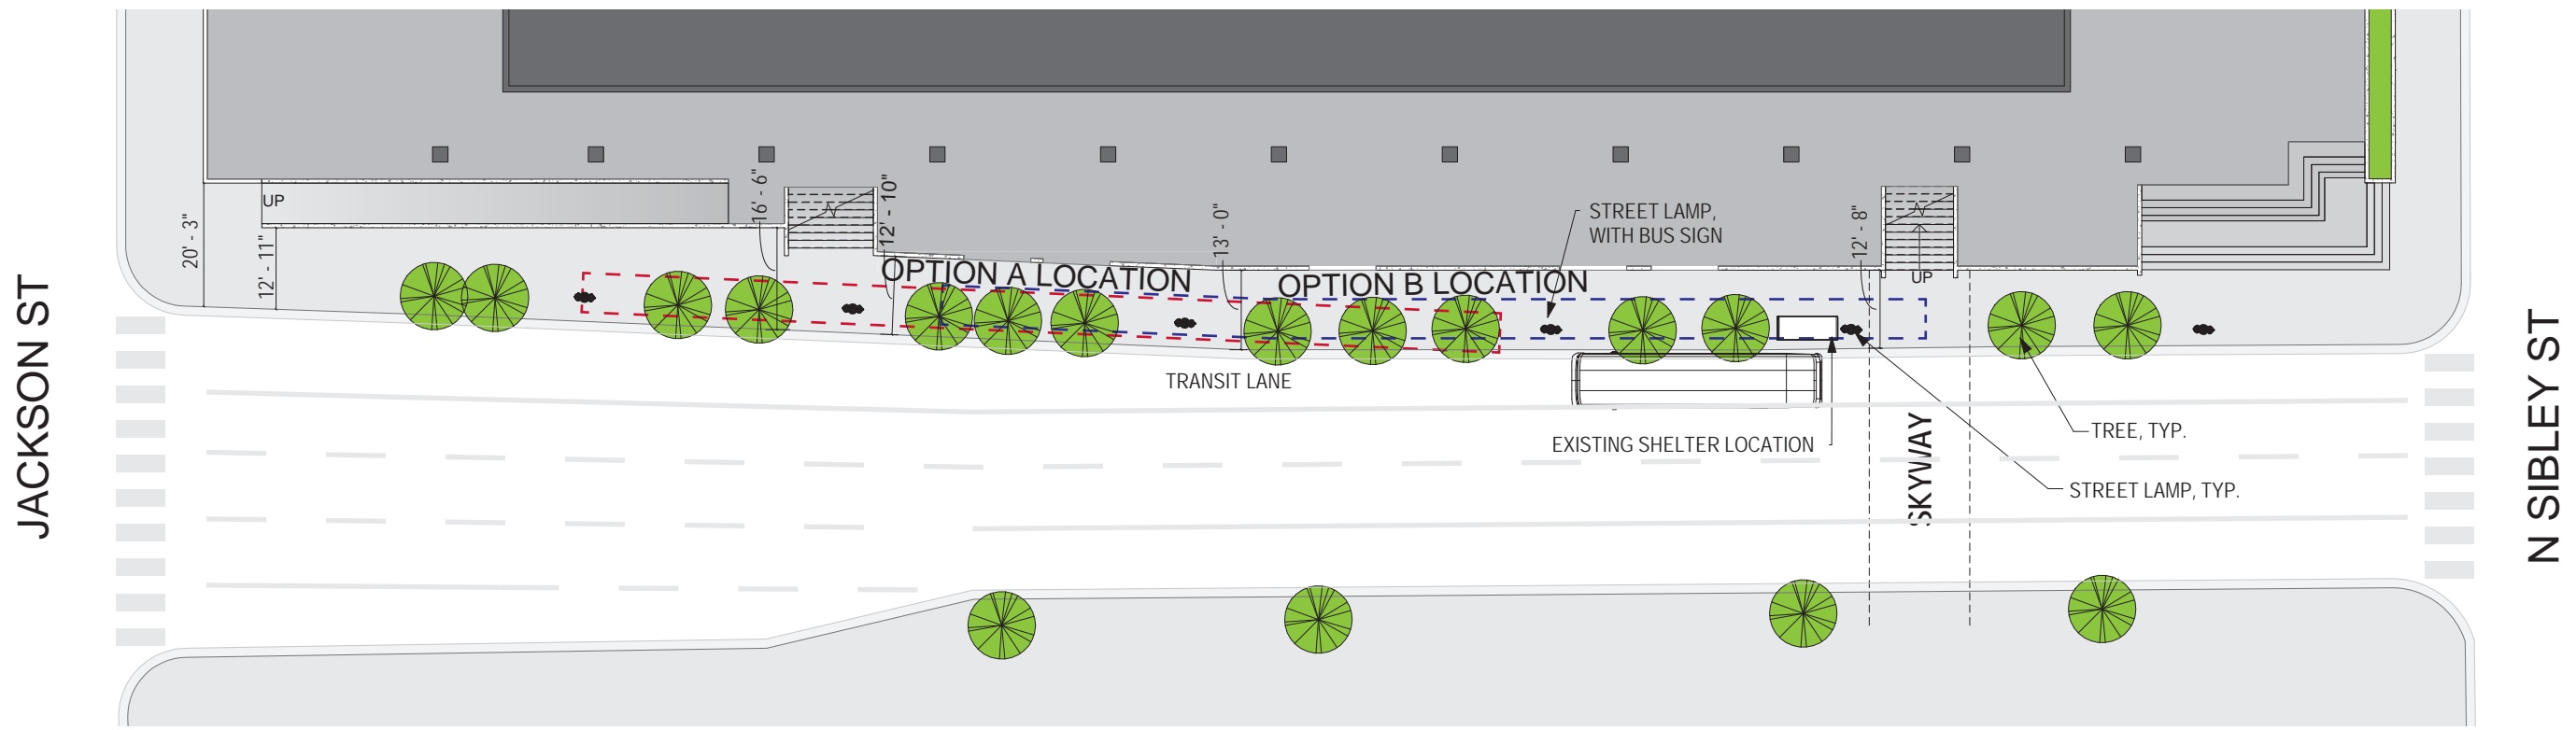 JACKSON ST
20' - 3"
UP
12' - 11"
16' - 6"
12' - 10"
OPTION A LOCATION
13' - 0"
OPTION B LOCATION
STREET LAMP,
WITH BUS SIGN
12' - 8"
UP
TRANSIT LANE
EXISTING SHELTER LOCATION
SKYWAY
TREE, TYP.
STREET LAMP, TYP.
N SIBLEY ST